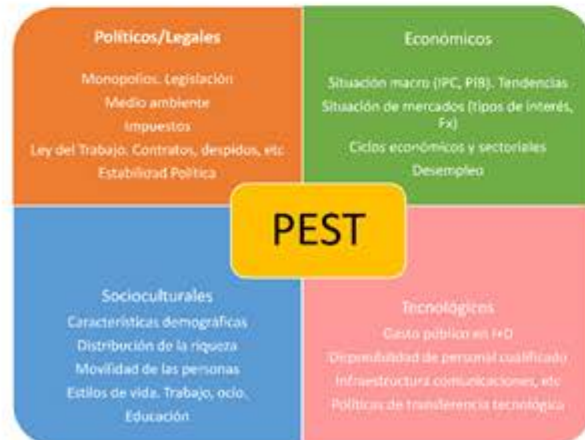 Políticos/Legales
Monopolios. Legislación
Medio ambiente
Impuestos
Ley del Trabajo. Contratos, despidos, etc
Estabilidad Política
Económicos
Situación macro (IPC, PIB). Tendencias
Situación de mercados (tipos de interés,
Fx)
Ciclos económicos y sectoriales
Desempleo
PEST
Socioculturales
Características demográficas
Distribución de la riqueza
Movilidad de las personas
Estilos de vida. Trabajo, ocio.
Educación
Tecnológicos
Gasto público en I+D
Disponibilidad de personal cualificado
Infraestructura comunicaciones, etc
Políticas de transferencia tecnológica